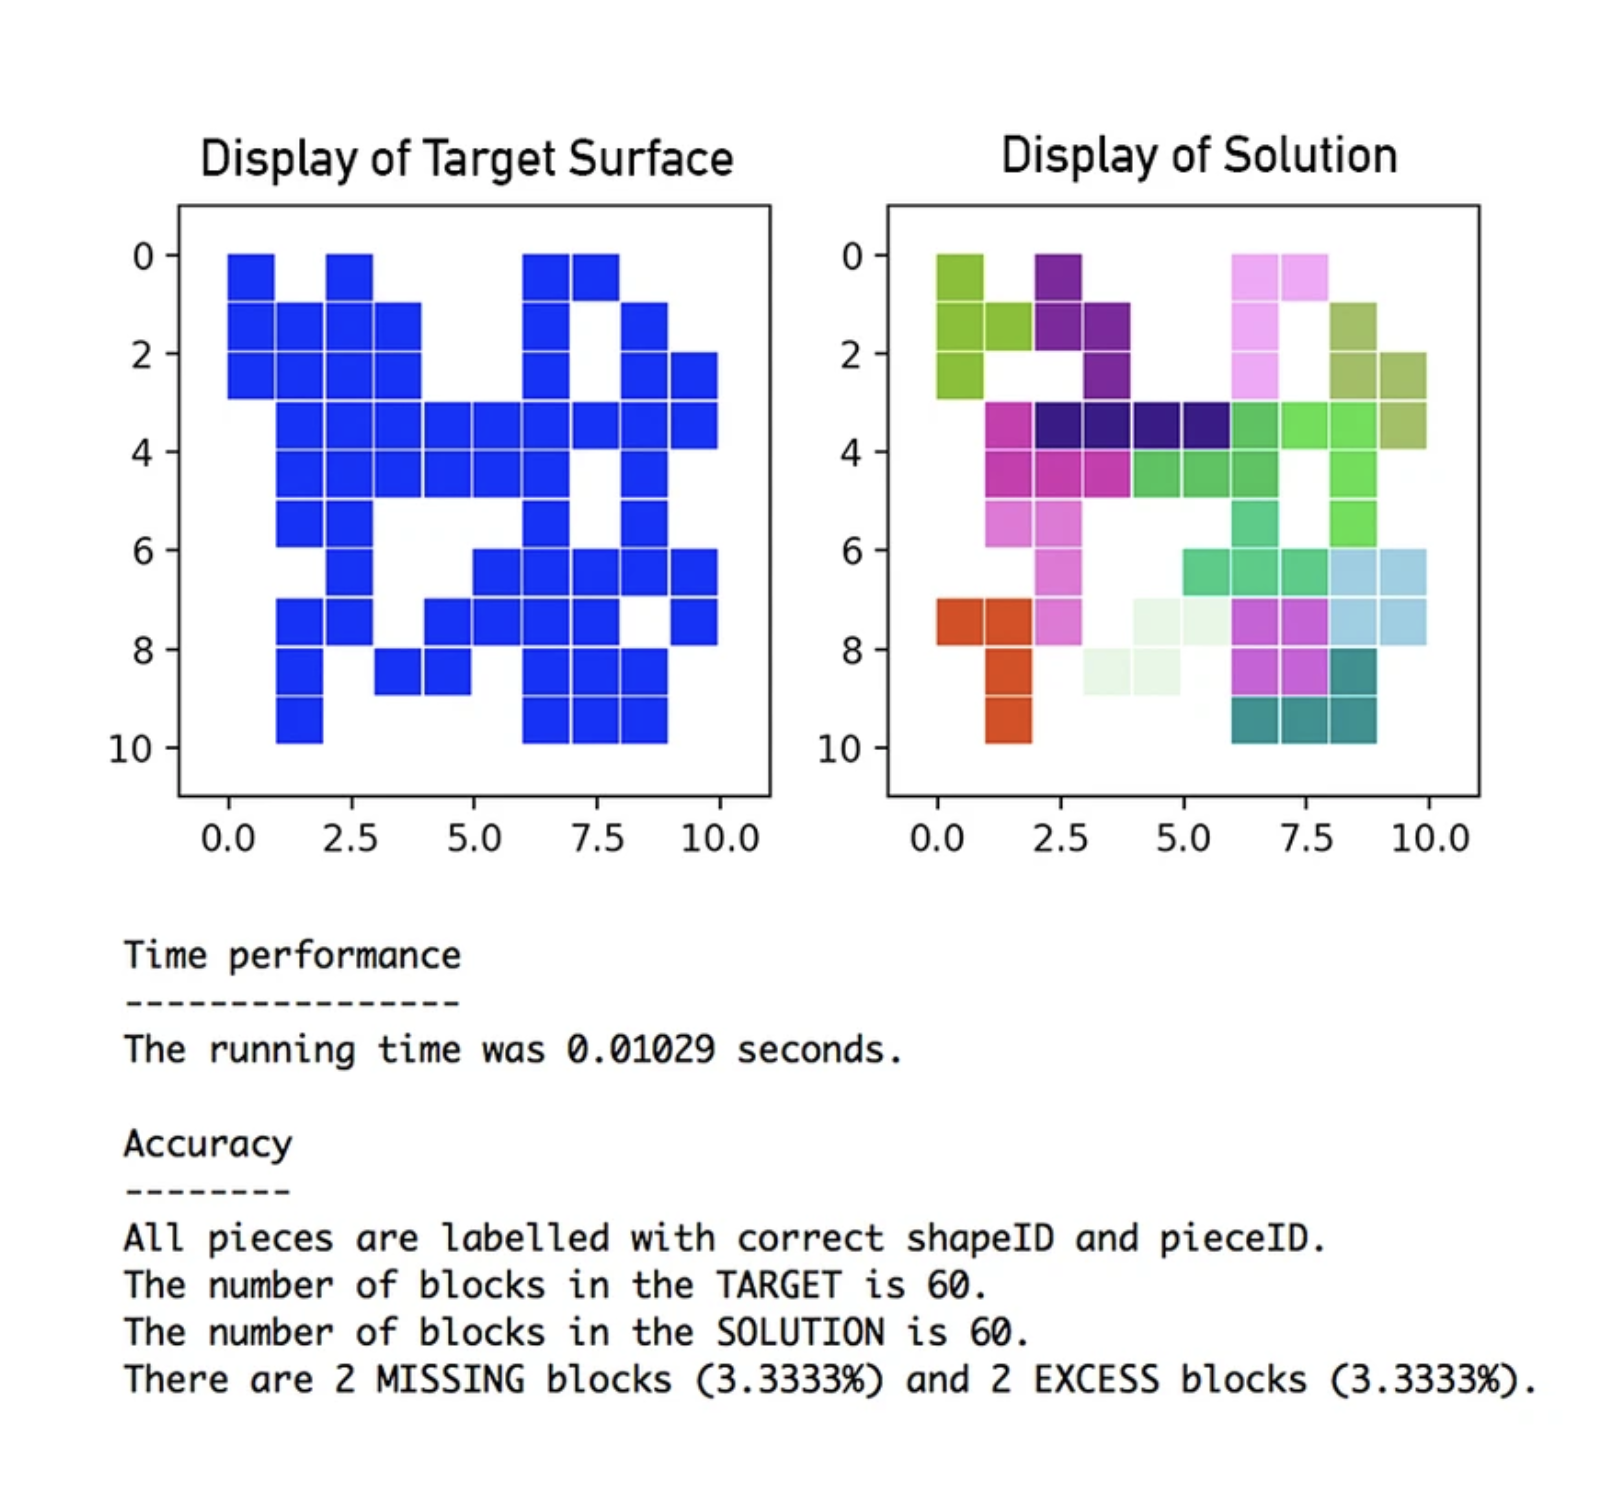 Display of Target Surface
Display of Solution
0
2
4
6
8
10
0.0 2.5 5.0 7.5 10.0
0
2
4
6
8
10
0.0 2.5 5.0 7.5 10.0
Time performance
----------------
The running time was 0.01029 seconds.
Accuracy
--------
All pieces are labelled with correct shapeID and pieceID.
The number of blocks in the TARGET is 60.
The number of blocks in the SOLUTION is 60.
There are 2 MISSING blocks (3.3333%) and 2 EXCESS blocks (3.3333%).